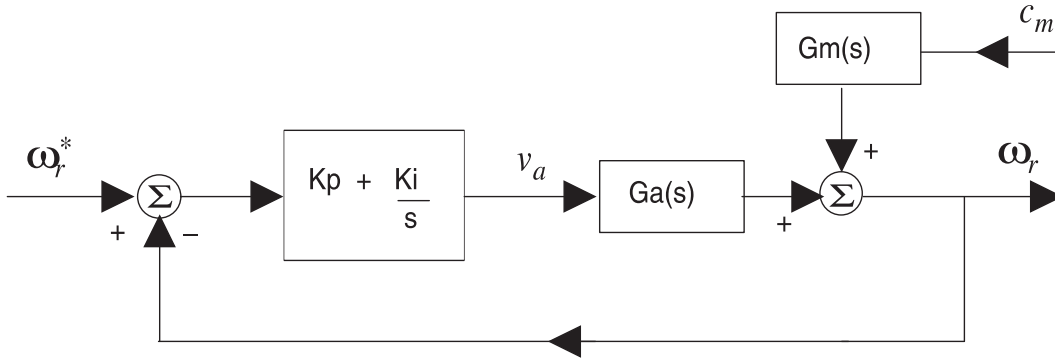 c_m
Gm(s)
+
ω_r^*
Σ
+
−
Kp + Ki
s
v_a
Ga(s)
+
Σ
ω_r